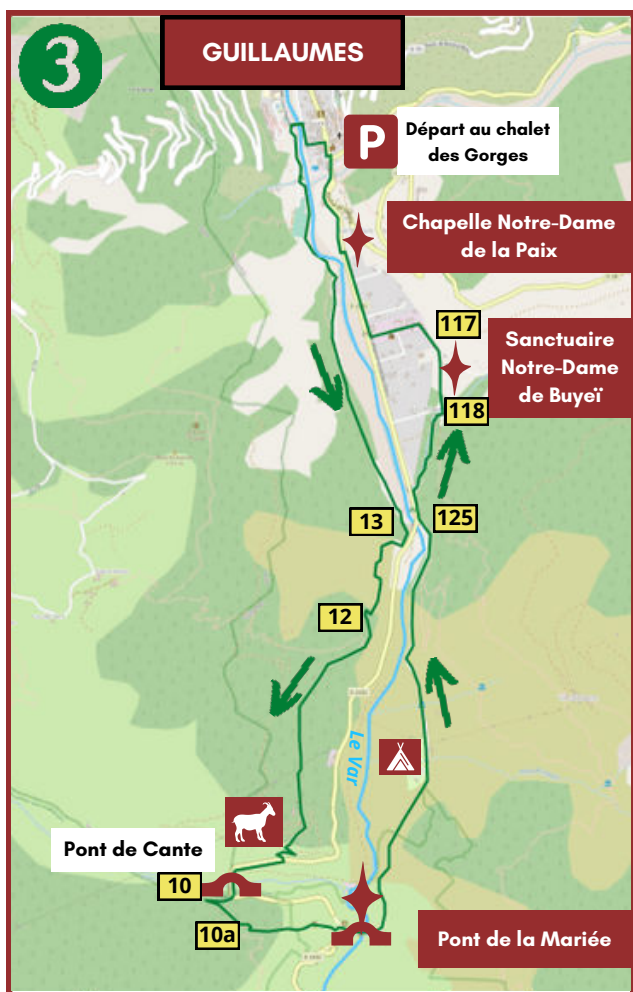 3
GUILLAUMES
P
Départ au chalet
des Gorges
Chapelle Notre-Dame
de la Paix
117
Sanctuaire
Notre-Dame
de Buyeï
118
13
125
12
Le Var
Pont de Cante
10
10a
Pont de la Mariée